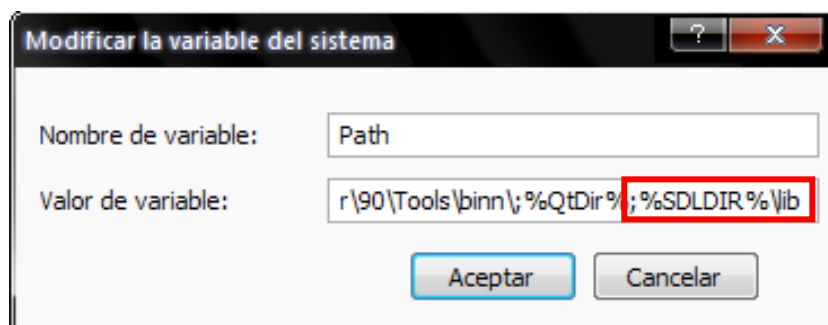 Modificar la variable del sistema
Nombre de variable: Path
Valor de variable: r\90\Tools\binn\;%QtDir%;%SDLDIR%\lib
Aceptar Cancelar